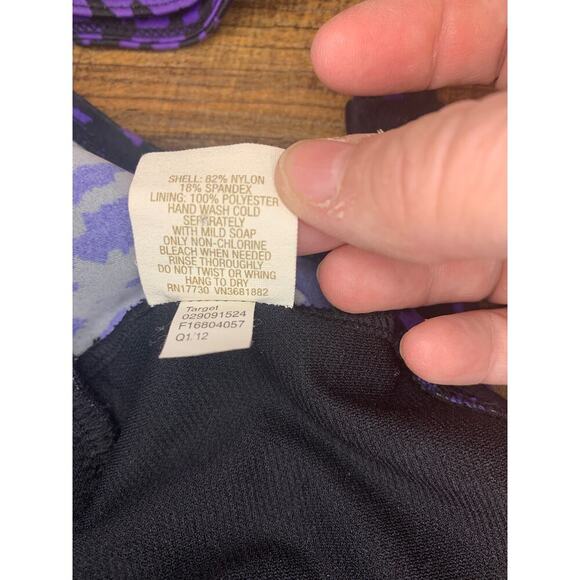 SHELL: 82% NYLON
18% SPANDEX
LINING: 100% POLYESTER
HAND WASH COLD
SEPERATELY
WITH MILD SOAP
ONLY NON-CHLORINE
BLEACH WHEN NEEDED
RINSE THOROUGHLY
DO NOT TWIST OR WRING
HANG TO DRY
RN17730 VN3681882
Target
029091524
F16804057
Q1/12